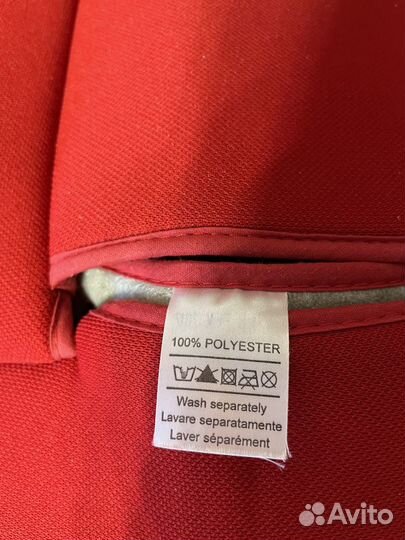 100% POLYESTER
Wash separately
Lavare separatamente
Laver séparément
Avito